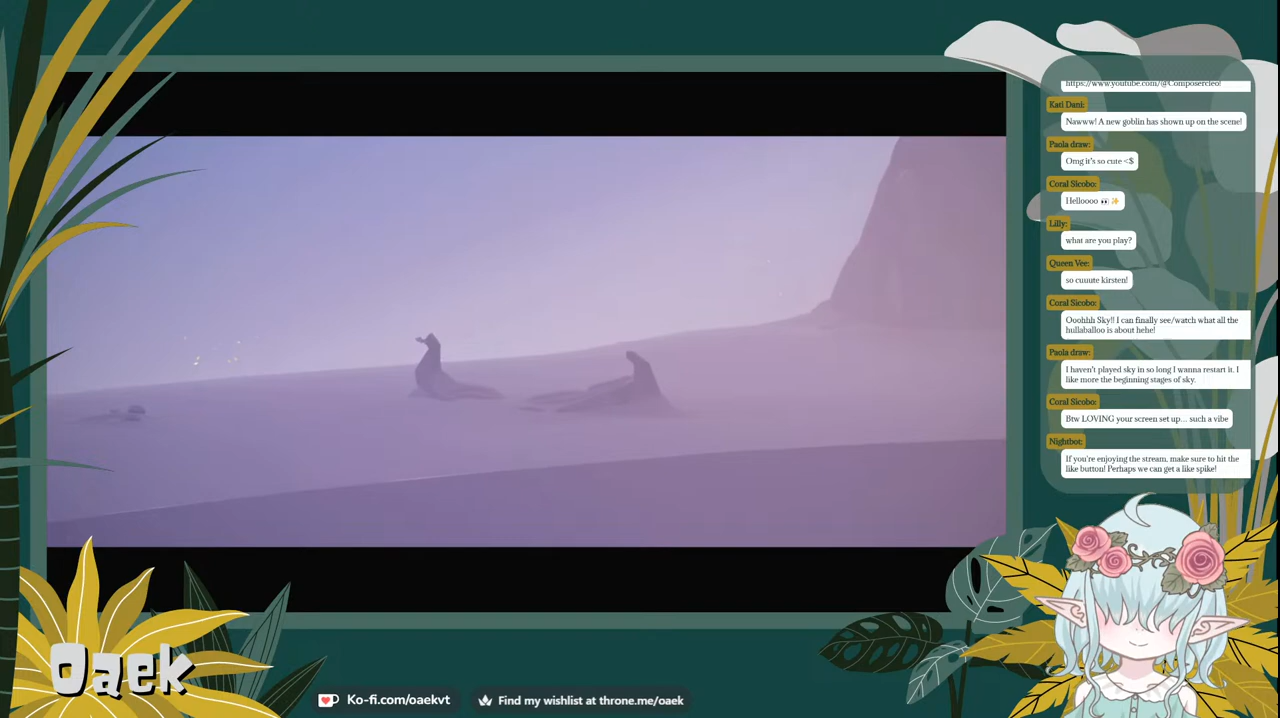 https://www.youtube.com/@Composercleo!
Kati Dani:
Nawww! A new goblin has shown up on the scene!
Paola draw:
Omg it's so cute <$
Coral Sicobo:
Helloooo 👀✨
Lilly:
what are you play?
Queen Vee:
so cuuute kirsten!
Coral Sicobo:
Ooohhh Sky!! I can finally see/watch what all the
hullaballoo is about hehe!
Paola draw:
I haven't played sky in so long I wanna restart it. I
like more the beginning stages of sky.
Coral Sicobo:
Btw LOVING your screen set up... such a vibe
Nightbot:
If you're enjoying the stream, make sure to hit the
like button! Perhaps we can get a like spike!
Oaek
Ko-fi.com/oaekvt
Find my wishlist at throne.me/oaek